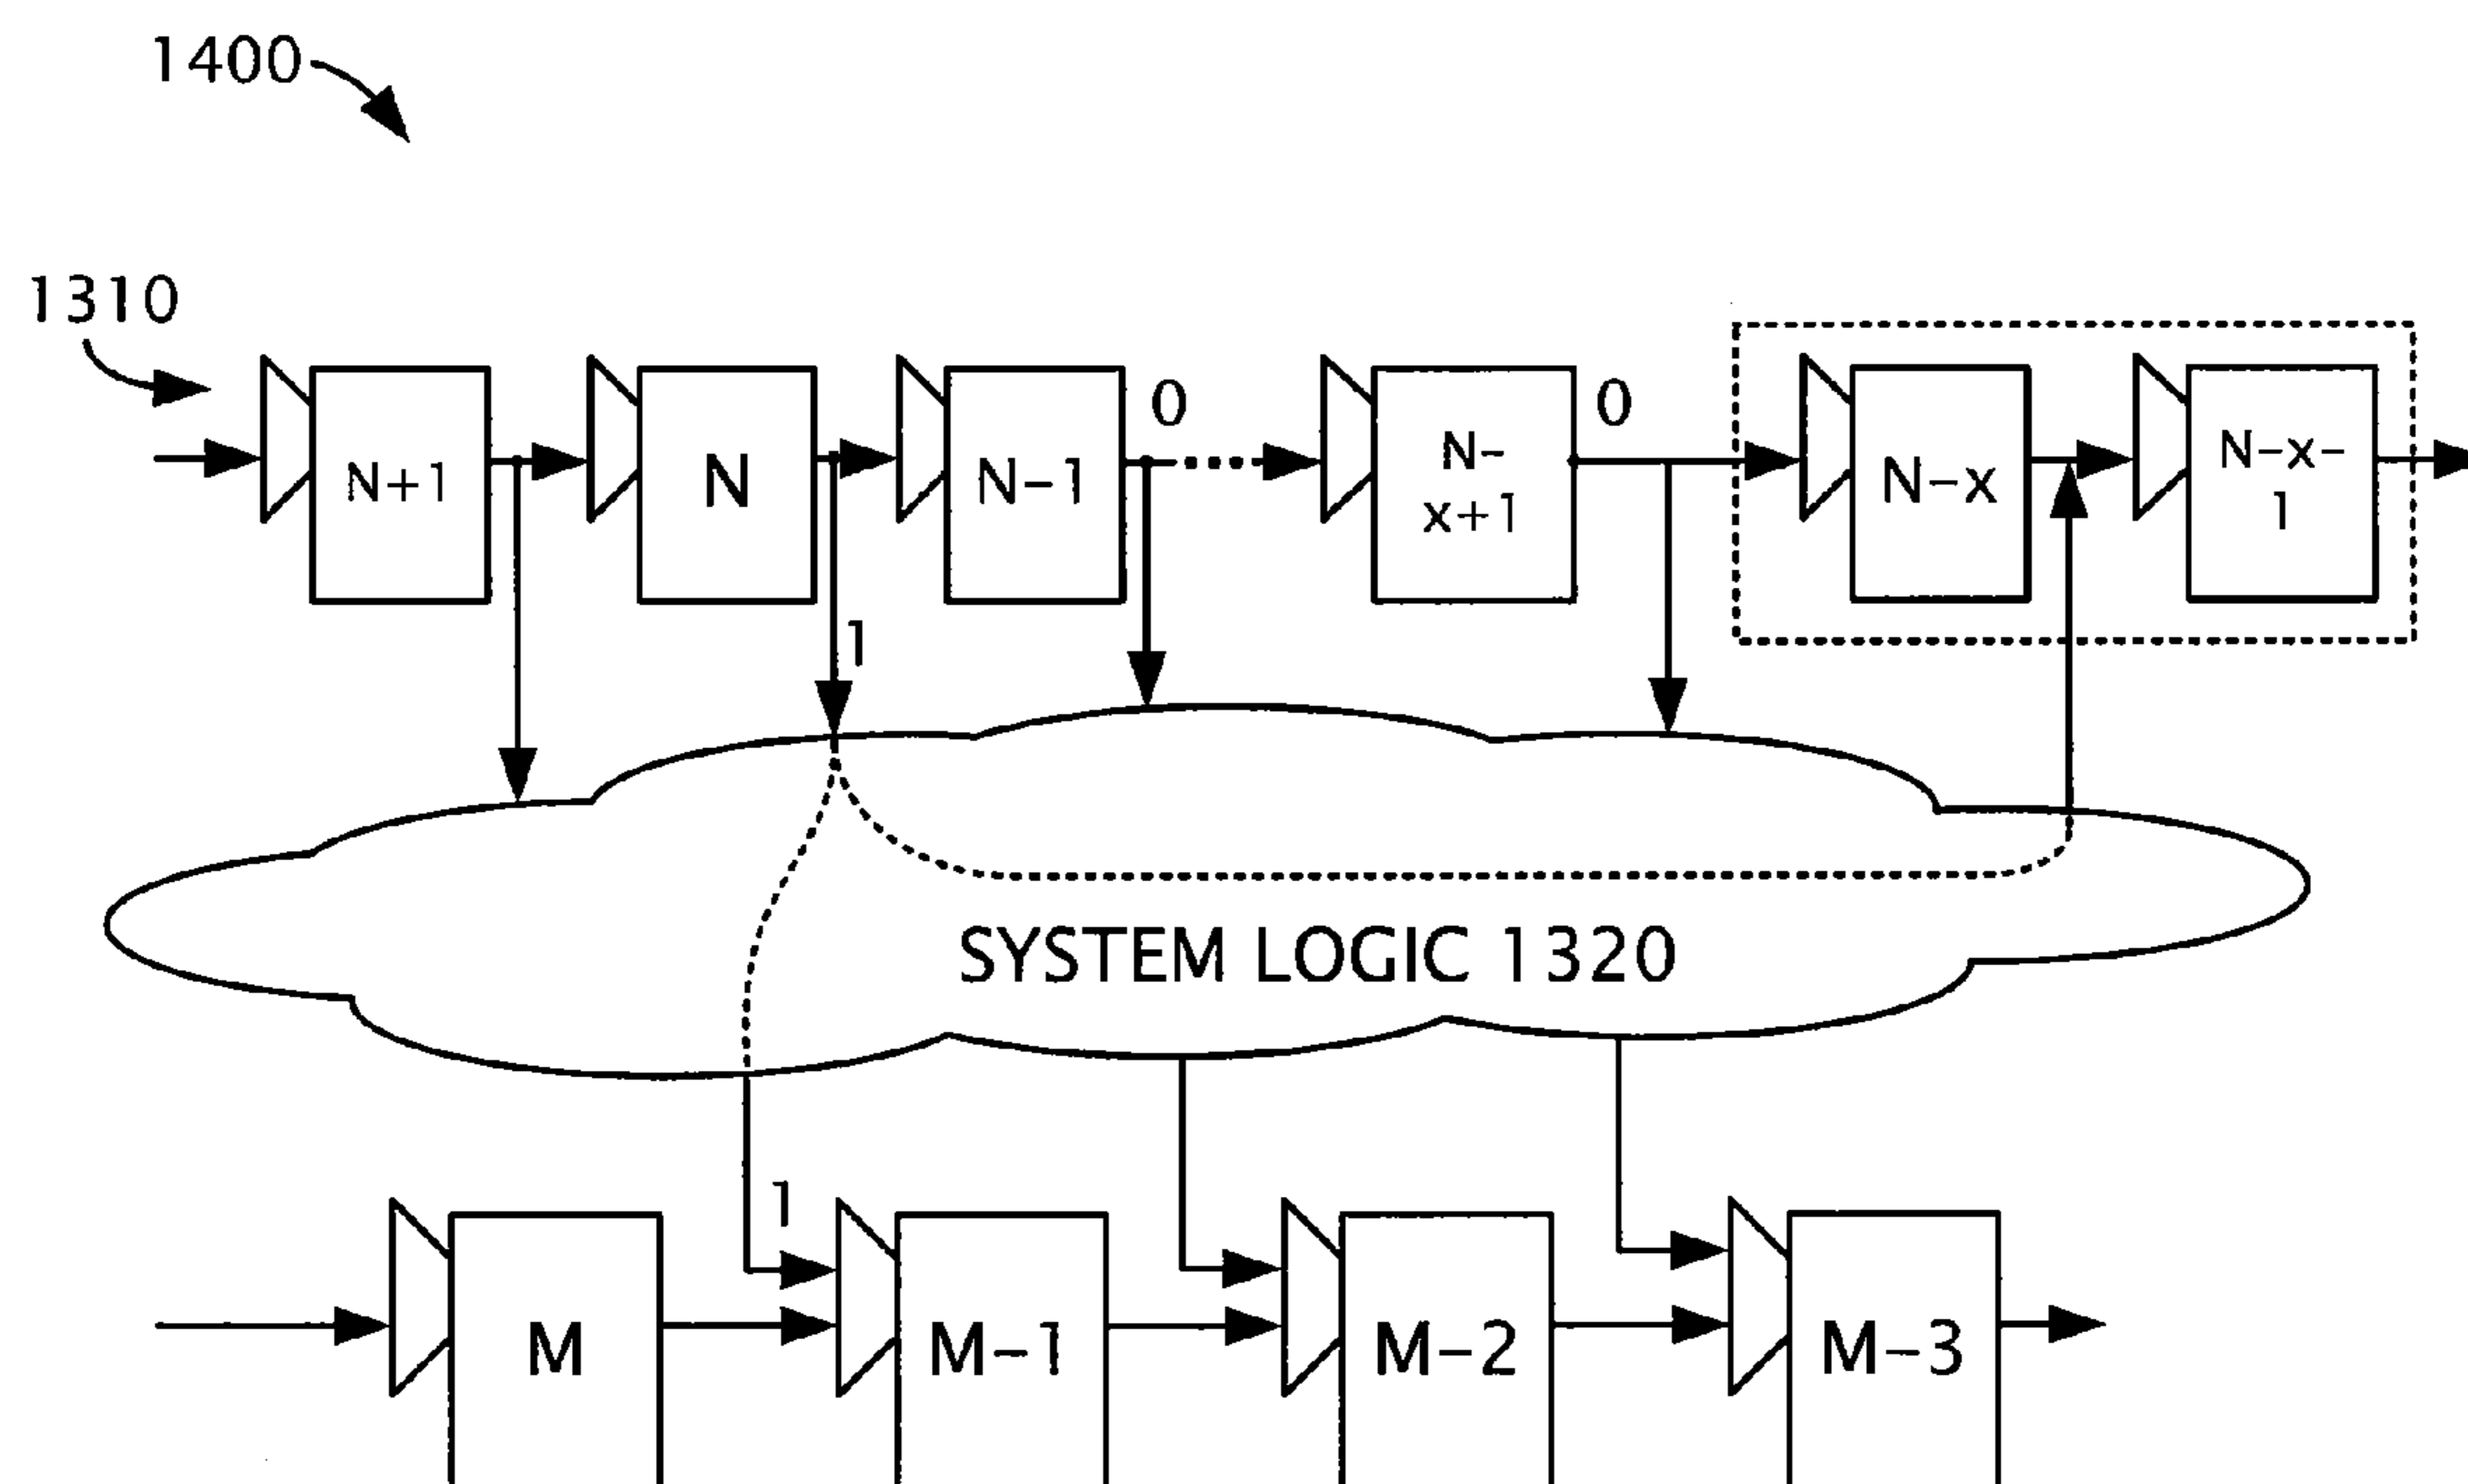 1400
1310
N+1
N
N-1
0
N-
x+1
0
N-x
N-x-
1
1
SYSTEM LOGIC 1320
1
M
M-1
M-2
M-3